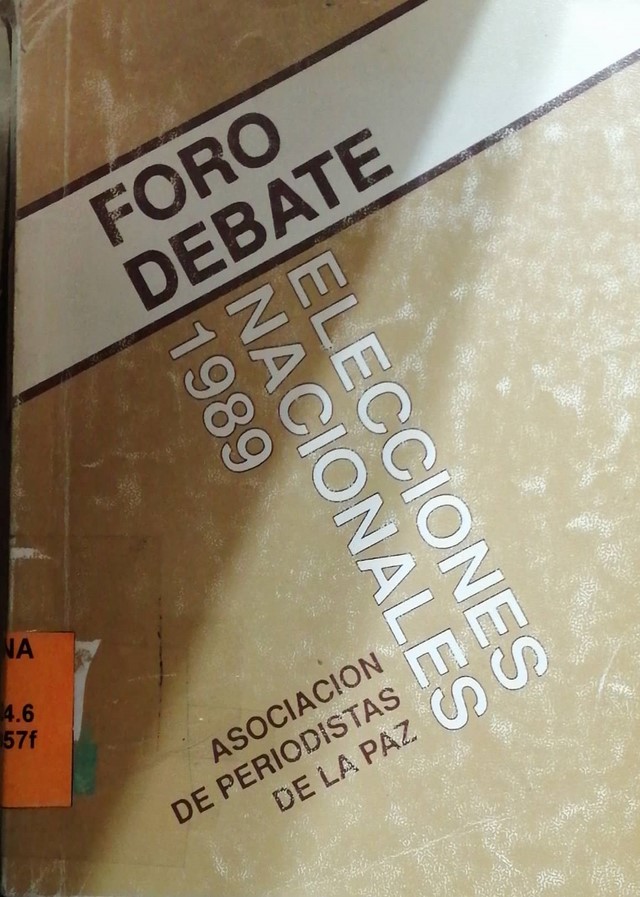 FORO
DEBATE
ELECCIONES
NACIONALES
1989
ASOCIACION
DE PERIODISTAS
DE LA PAZ
NA
4.6
57f